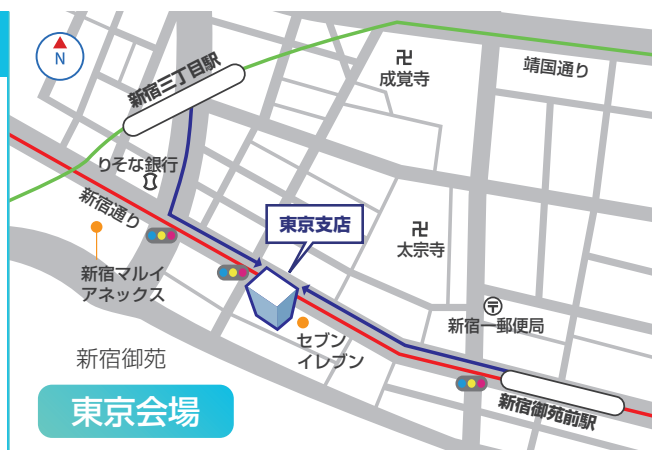 N
新宿三丁目駅
卍
成覚寺
靖国通り
りそな銀行
新宿通り
東京支店
卍
太宗寺
新宿マルイ
アネックス
〒
新宿一郵便局
セブン
イレブン
新宿御苑
新宿御苑前駅
東京会場